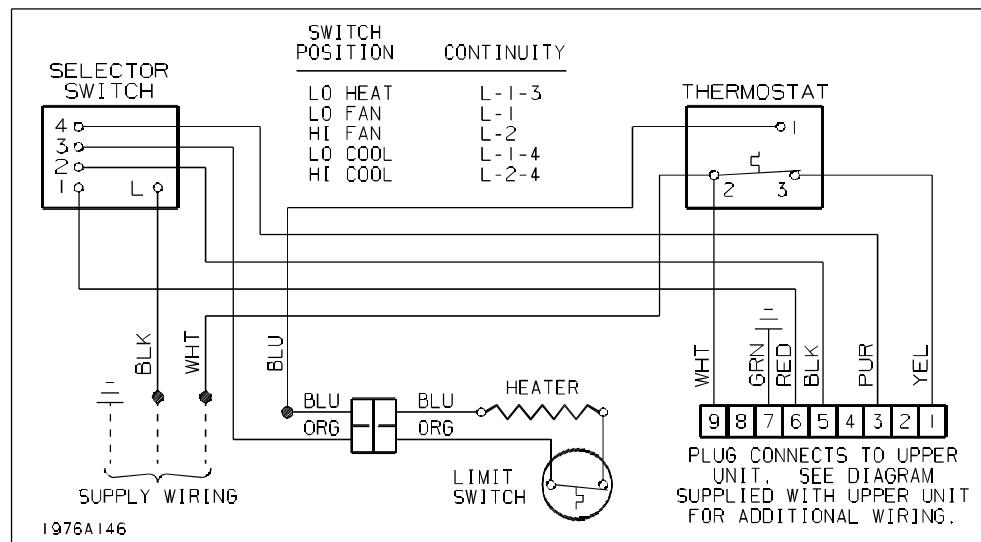 SWITCH
POSITION CONTINUITY
LO HEAT L-1-3
LO FAN L-1
HI FAN L-2
LO COOL L-1-4
HI COOL L-2-4
SELECTOR
SWITCH
4
3
2
1 L
THERMOSTAT
1
2 3
BLK
WHT
BLU
BLU BLU
ORG ORG
HEATER
LIMIT
SWITCH
SUPPLY WIRING
WHT
GRN
RED
BLK
PUR
YEL
9 8 7 6 5 4 3 2 1
PLUG CONNECTS TO UPPER
UNIT. SEE DIAGRAM
SUPPLIED WITH UPPER UNIT
FOR ADDITIONAL WIRING.
1976A146